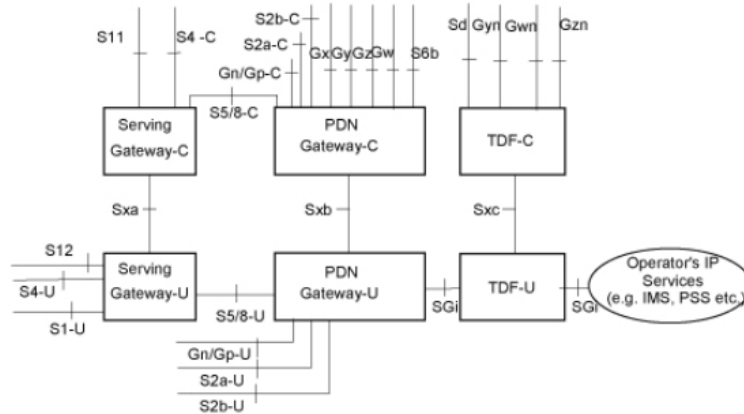 S2b-C
S11
S4 -C
S2a-C
Gx
Gy
Gz
Gw
S6b
Sd
Gyn
Gwn
Gzn
Gn/Gp-C
S5/8-C
Serving
Gateway-C
PDN
Gateway-C
TDF-C
Sxa
Sxb
Sxc
S12
S4-U
S1-U
Serving
Gateway-U
S5/8-U
PDN
Gateway-U
SGi
TDF-U
SGi
Operator's IP
Services
(e.g. IMS, PSS etc.)
Gn/Gp-U
S2a-U
S2b-U